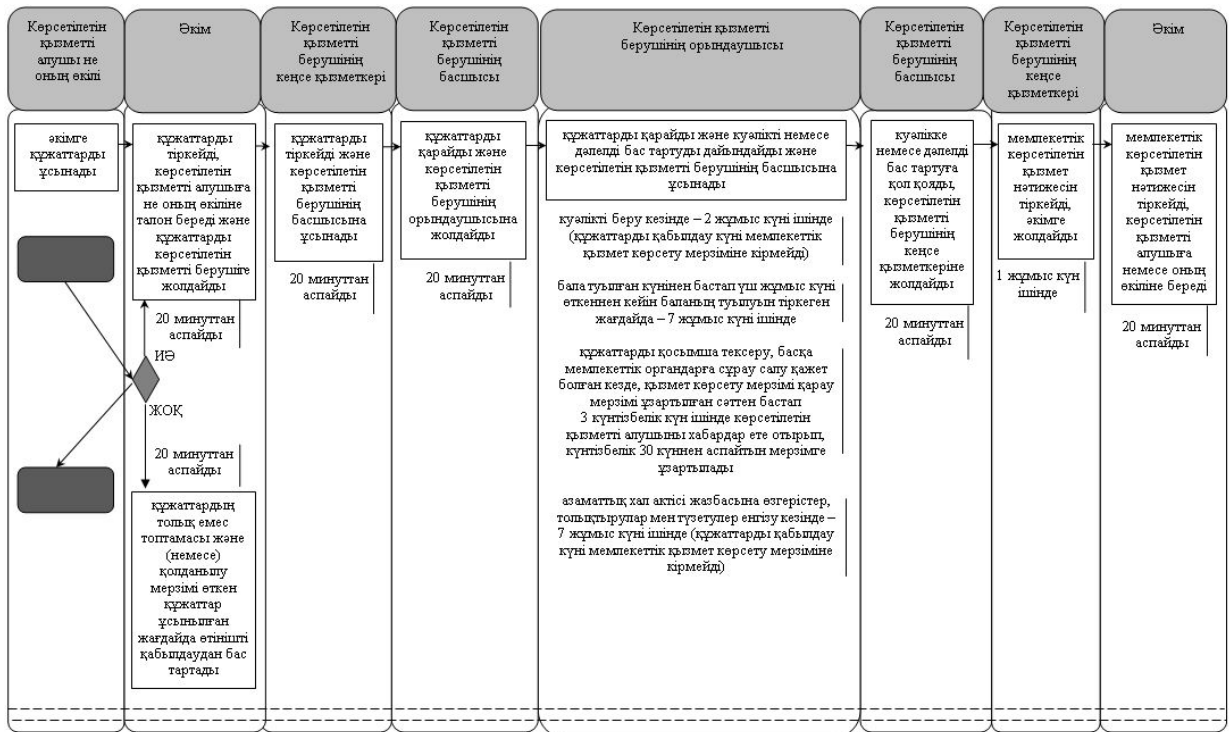 Көрсетілетін
қызметті
алушы не
оның өкілі
Әкім
Көрсетілетін
қызметті
берушінің
кеңсе қызметкері
Көрсетілетін
қызметті
берушінің
басшысы
Көрсетілетін қызметті
берушінің орындаушысы
Көрсетілетін
қызметті
берушінің
басшысы
Көрсетілетін
қызметті
берушінің
кеңсе
қызметкері
Әкім
әкімге
құжаттарды
ұсынады
құжаттарды
тіркейді,
көрсетілетін
қызметті алушыға
не оның өкіліне
талон береді және
құжаттарды
көрсетілетін
қызметті берушіге
жолдайды
20 минуттан
аспайды
ИӘ
ЖОҚ
20 минуттан
аспайды
құжаттардың
толық емес
топтамасы және
(немесе)
қолданылу
мерзімі өткен
құжаттар
ұсынылған
жағдайда өтінішті
қабылдаудан бас
тартады
құжаттарды
тіркейді және
көрсетілетін
қызметті
берушінің
басшысына
ұсынады
20 минуттан
аспайды
құжаттарды
қарайды және
көрсетілетін
қызметті
берушінің
орындаушысына
жолдайды
20 минуттан
аспайды
құжаттарды қарайды және куәлікті немесе
дәлелді бас тартуды дайындайды және
көрсетілетін қызметті берушінің басшысына
ұсынады
куәлікті беру кезінде – 2 жұмыс күні ішінде
(құжаттарды қабылдау күні мемлекеттік
қызмет көрсету мерзіміне кірмейді)
бала туылған күнінен бастап үш жұмыс күні
өткеннен кейін баланың туылуын тіркеген
жағдайда – 7 жұмыс күні ішінде
құжаттарды қосымша тексеру, басқа
мемлекеттік органдарға сұрау салу қажет
болған кезде, қызмет көрсету мерзімі қарау
мерзімі ұзартылған сәттен бастап
3 күнтізбелік күн ішінде көрсетілетін
қызметті алушыны хабардар ете отырып,
күнтізбелік 30 күннен аспайтын мерзімге
ұзартылады
азаматтық хал актісі жазбасына өзгерістер,
толықтырулар мен түзетулер енгізу кезінде –
7 жұмыс күні ішінде (құжаттарды қабылдау
күні мемлекеттік қызмет көрсету мерзіміне
кірмейді)
куәлікке
немесе дәлелді
бас тартуға
қол қояды,
көрсетілетін
қызметті
берушінің
кеңсе
қызметкеріне
жолдайды
20 минуттан
аспайды
мемлекеттік
көрсетілетін
қызмет
нәтижесін
тіркейді,
әкімге
жолдайды
1 жұмыс күн
ішінде
мемлекеттік
көрсетілетін
қызмет
нәтижесін
тіркейді,
көрсетілетін
қызметті
алушыға
немесе оның
өкіліне береді
20 минуттан
аспайды